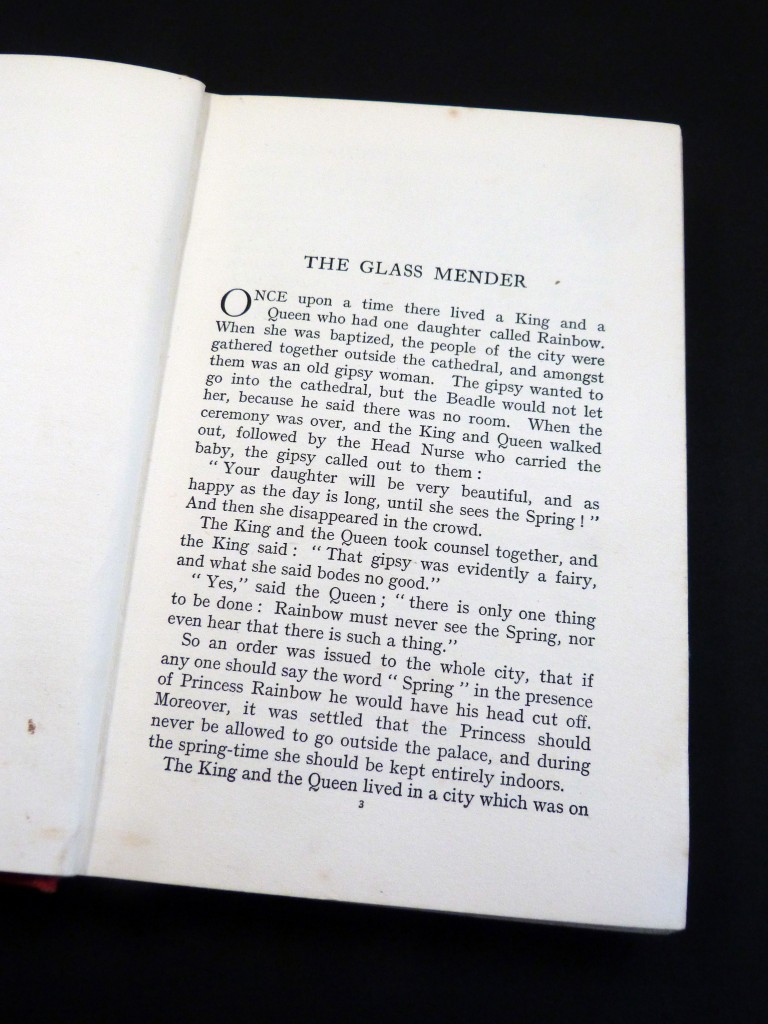 THE GLASS MENDER
ONCE upon a time there lived a King and a
Queen who had one daughter called Rainbow.
When she was baptized, the people of the city were
gathered together outside the cathedral, and amongst
them was an old gipsy woman. The gipsy wanted to
go into the cathedral, but the Beadle would not let
her, because he said there was no room. When the
ceremony was over, and the King and Queen walked
out, followed by the Head Nurse who carried the
baby, the gipsy called out to them :
“ Your daughter will be very beautiful, and as
happy as the day is long, until she sees the Spring ! ”
And then she disappeared in the crowd.
The King and the Queen took counsel together, and
the King said : “ That gipsy was evidently a fairy,
and what she said bodes no good.”
“ Yes,” said the Queen ; “ there is only one thing
to be done : Rainbow must never see the Spring, nor
even hear that there is such a thing.”
So an order was issued to the whole city, that if
any one should say the word “ Spring ” in the presence
of Princess Rainbow he would have his head cut off.
Moreover, it was settled that the Princess should
never be allowed to go outside the palace, and during
the spring-time she should be kept entirely indoors.
The King and the Queen lived in a city which was on
3